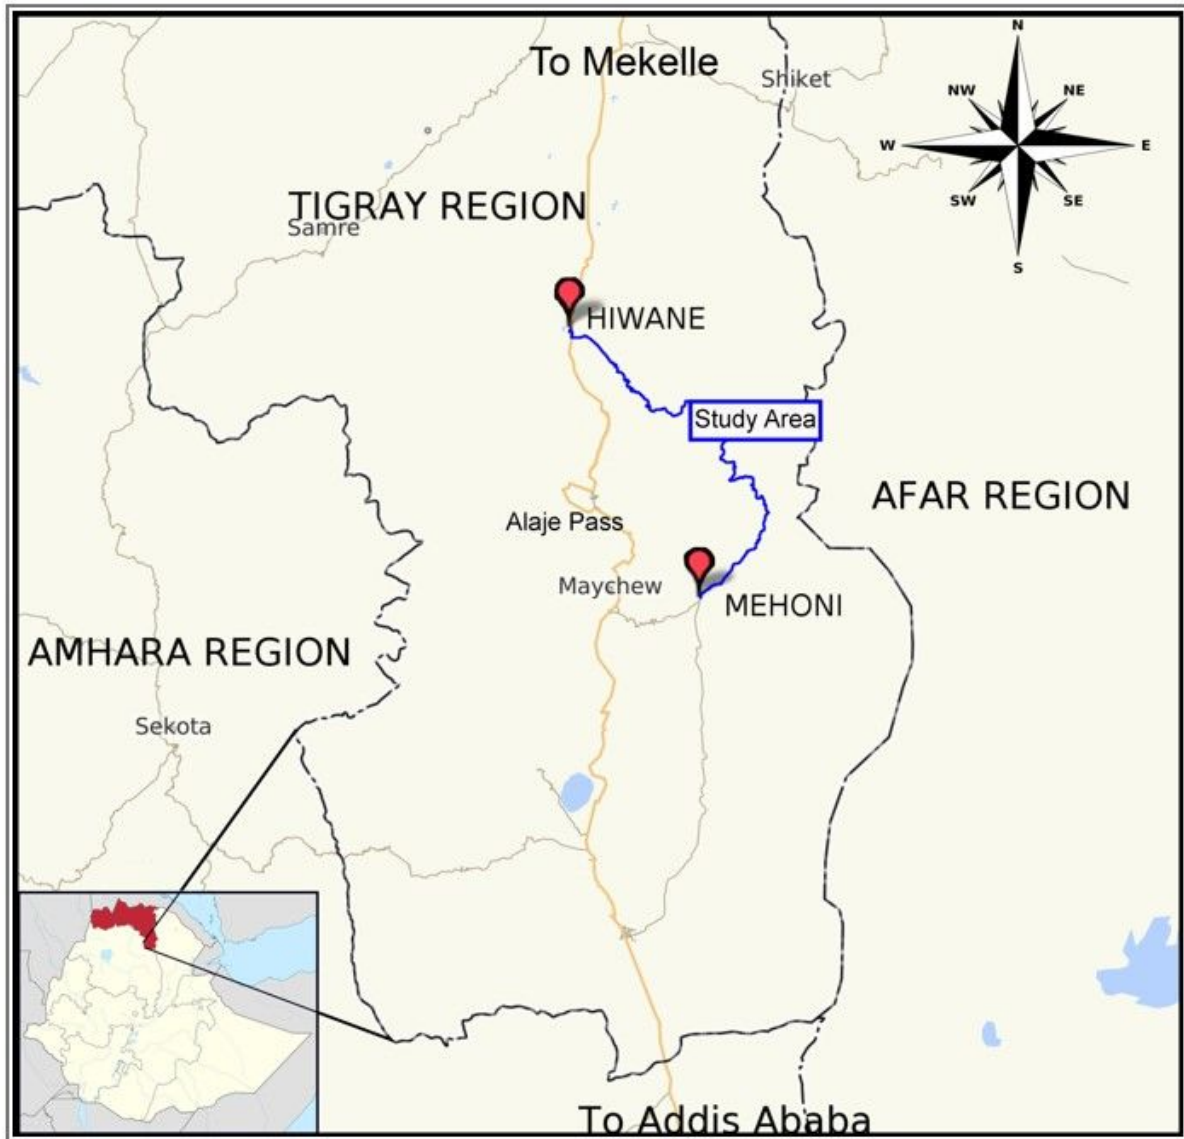 N
To Mekelle
Shiket
NW
NE
W
E
TIGRAY REGION
SW
SE
Samre
S
HIWANE
Study Area
AFAR REGION
Alaje Pass
Maychew
MEHONI
AMHARA REGION
Sekota
To Addis Ababa